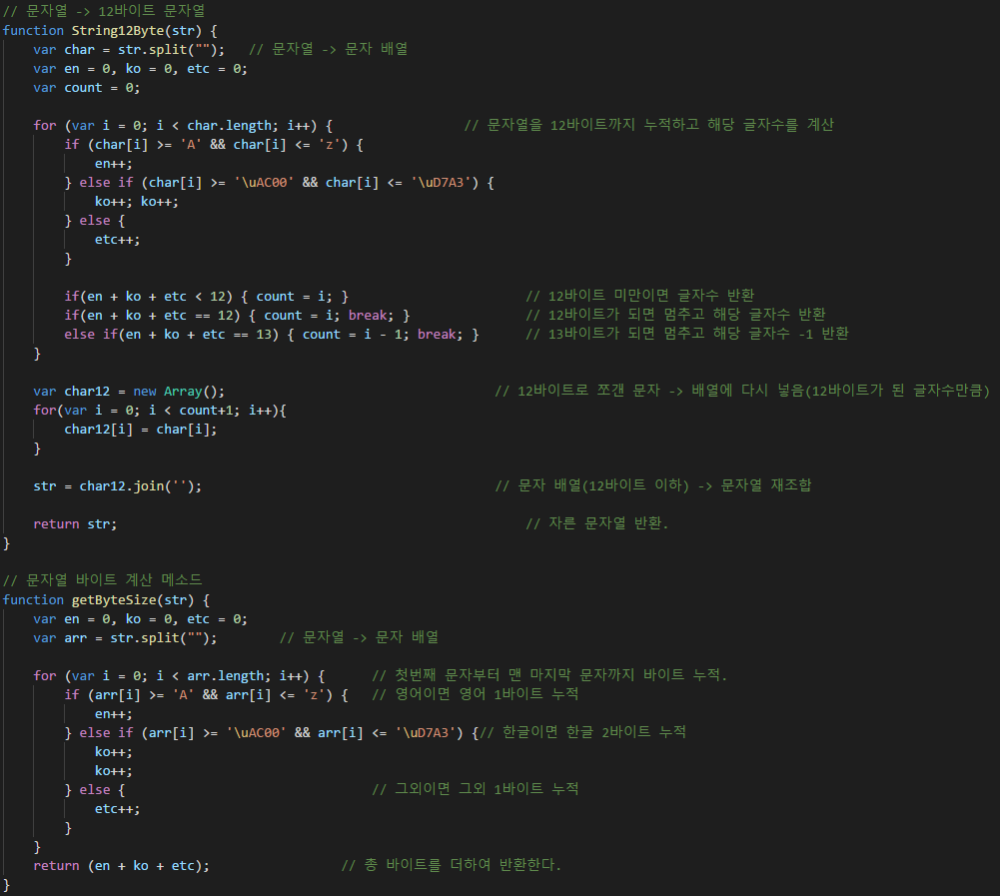 // 문자열 -> 12바이트 문자열
function String12Byte(str) {
var char = str.split("");   // 문자열 -> 문자 배열
var en = 0, ko = 0, etc = 0;
var count = 0;
for (var i = 0; i < char.length; i++) {                 // 문자열을 12바이트까지 누적하고 해당 글자수를 계산
if (char[i] >= 'A' && char[i] <= 'z') {
en++;
} else if (char[i] >= '\uAC00' && char[i] <= '\uD7A3') {
ko++; ko++;
} else {
etc++;
}
if(en + ko + etc < 12) { count = i; }                       // 12바이트 미만이면 글자수 반환
if(en + ko + etc == 12) { count = i; break; }               // 12바이트가 되면 멈추고 해당 글자수 반환
else if(en + ko + etc == 13) { count = i - 1; break; }      // 13바이트가 되면 멈추고 해당 글자수 -1 반환
}
var char12 = new Array();                                   // 12바이트로 쪼갠 문자 -> 배열에 다시 넣음(12바이트가 된 글자수만큼)
for(var i = 0; i < count+1; i++){
char12[i] = char[i];
}
str = char12.join('');                                      // 문자 배열(12바이트 이하) -> 문자열 재조합
return str;                                                     // 자른 문자열 반환.
}
// 문자열 바이트 계산 메소드
function getByteSize(str) {
var en = 0, ko = 0, etc = 0;
var arr = str.split("");        // 문자열 -> 문자 배열
for (var i = 0; i < arr.length; i++) {      // 첫번째 문자부터 맨 마지막 문자까지 바이트 누적.
if (arr[i] >= 'A' && arr[i] <= 'z') {   // 영어이면 영어 1바이트 누적
en++;
} else if (arr[i] >= '\uAC00' && arr[i] <= '\uD7A3') {// 한글이면 한글 2바이트 누적
ko++;
ko++;
} else {                                // 그외이면 그외 1바이트 누적
etc++;
}
}
return (en + ko + etc);                 // 총 바이트를 더하여 반환한다.
}